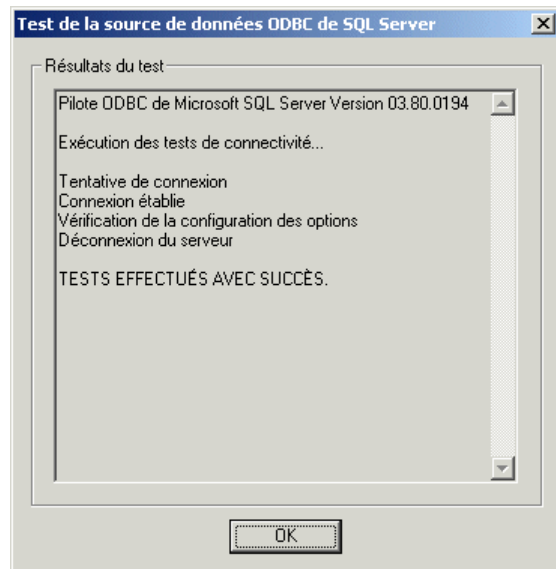 Test de la source de données ODBC de SQL Server
Résultats du test
Pilote ODBC de Microsoft SQL Server Version 03.80.0194
Exécution des tests de connectivité...
Tentative de connexion
Connexion établie
Vérification de la configuration des options
Déconnexion du serveur
TESTS EFFECTUÉS AVEC SUCCÈS.
OK